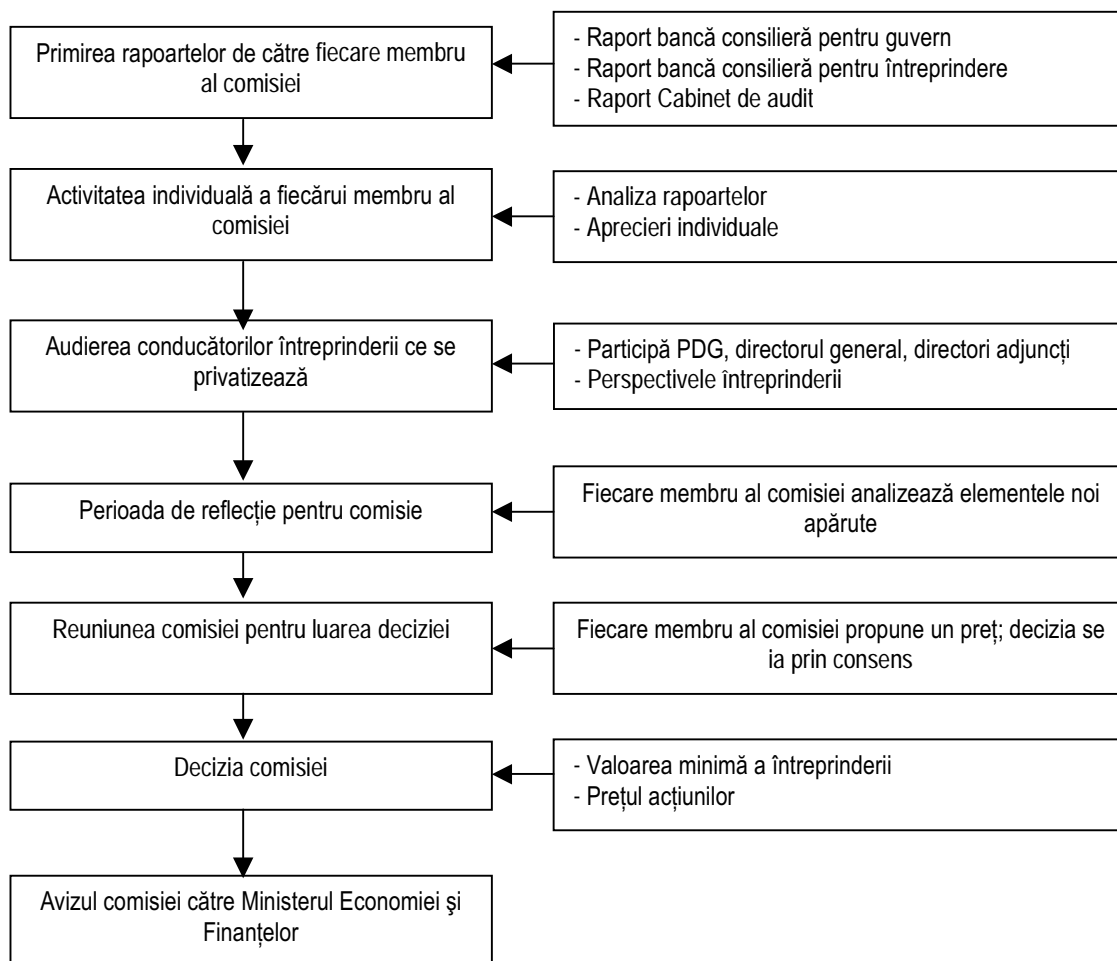 Primirea rapoartelor de către fiecare membru
al comisiei
- Raport bancă consilieră pentru guvern
- Raport bancă consilieră pentru întreprindere
- Raport Cabinet de audit
Activitatea individuală a fiecărui membru al
comisiei
- Analiza rapoartelor
- Aprecieri individuale
Audierea conducătorilor întreprinderii ce se
privatizează
- Participă PDG, directorul general, directori adjuncți
- Perspectivele întreprinderii
Perioada de reflecție pentru comisie
Fiecare membru al comisiei analizează elementele noi
apărute
Reuniunea comisiei pentru luarea deciziei
Fiecare membru al comisiei propune un preț; decizia se
ia prin consens
Decizia comisiei
- Valoarea minimă a întreprinderii
- Prețul acțiunilor
Avizul comisiei către Ministerul Economiei şi
Finanțelor